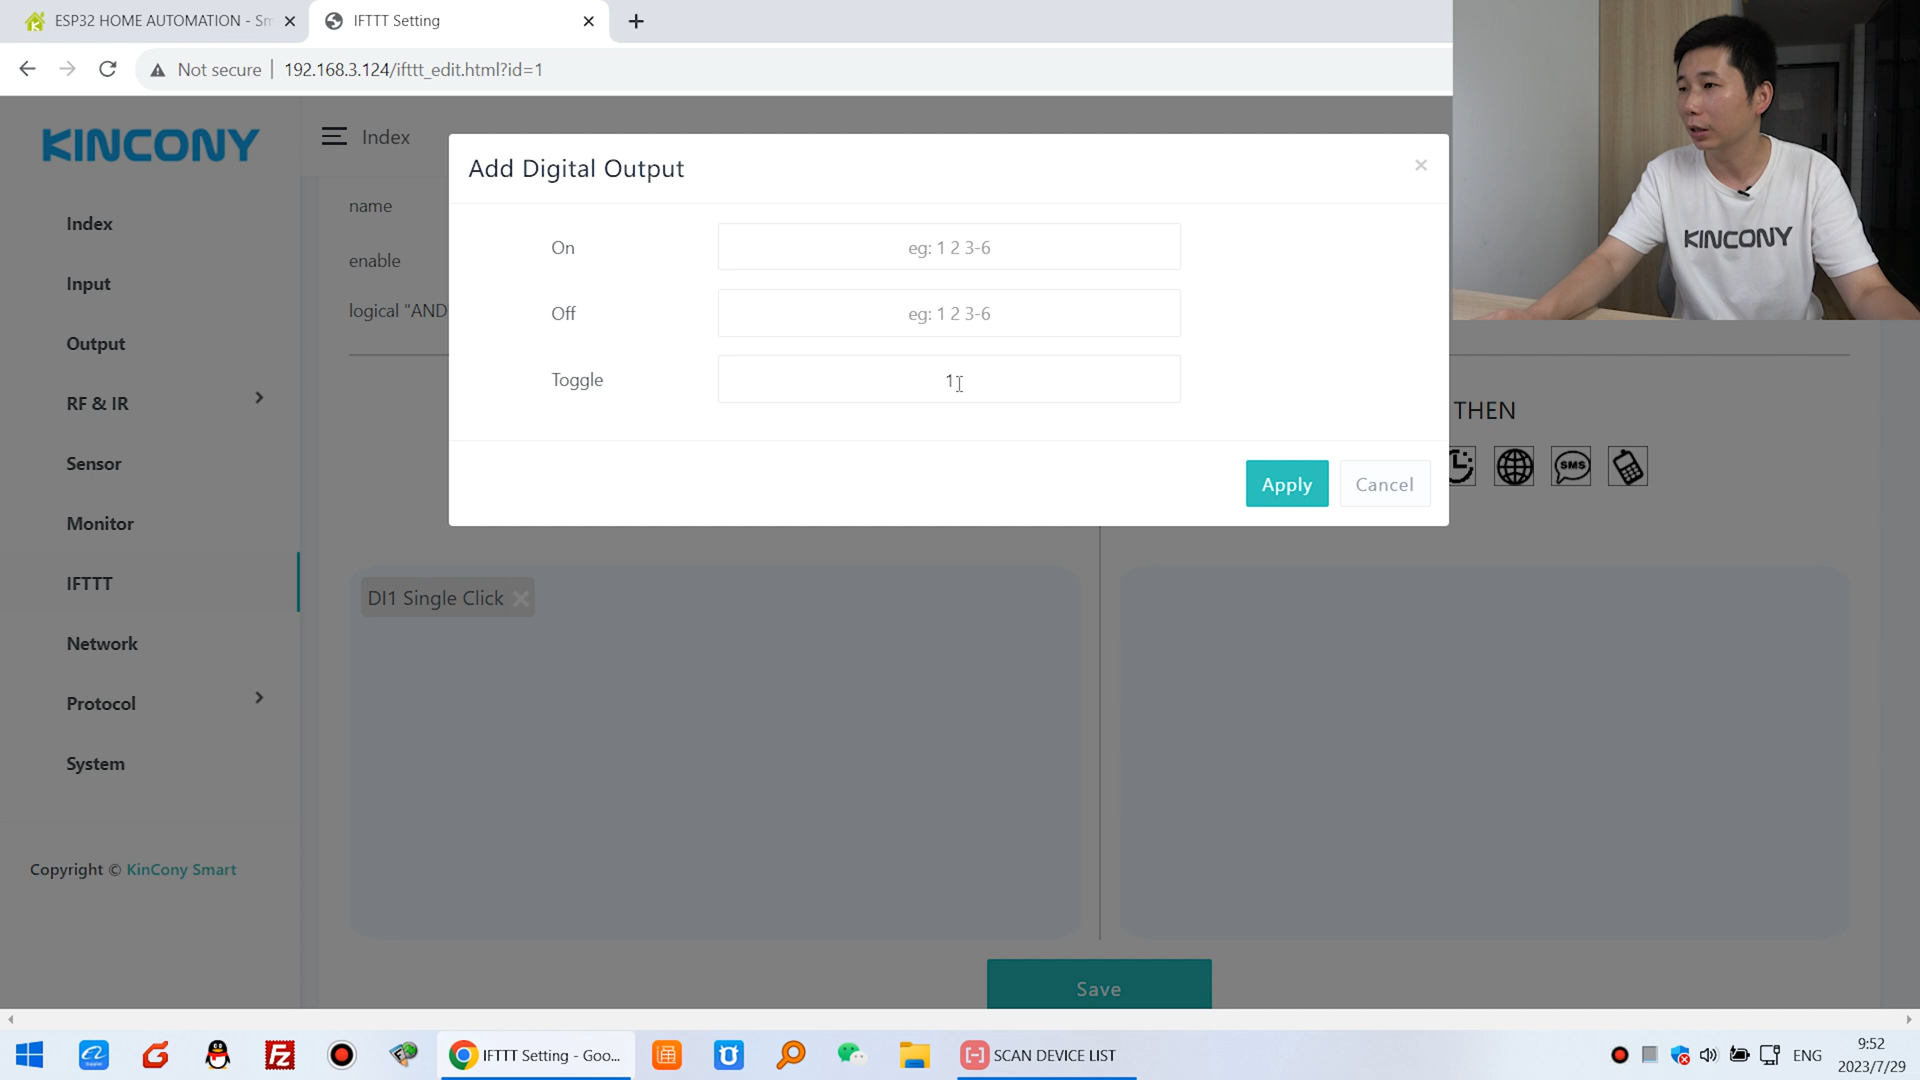 ESP32 HOME AUTOMATION - Sm
IFTTT Setting
Not secure
192.168.3.124/ifttt_edit.html?id=1
KINCONY
Index
Index
Input
Output
RF & IR
Sensor
Monitor
IFTTT
Network
Protocol
System
Copyright © KinCony Smart
name
enable
logical "AND"
Add Digital Output
×
On
eg: 1 2 3-6
Off
eg: 1 2 3-6
Toggle
1
Apply
Cancel
THEN
SMS
DI1 Single Click
Save
KINCONY
IFTTT Setting - Goo...
SCAN DEVICE LIST
ENG
9:52
2023/7/29